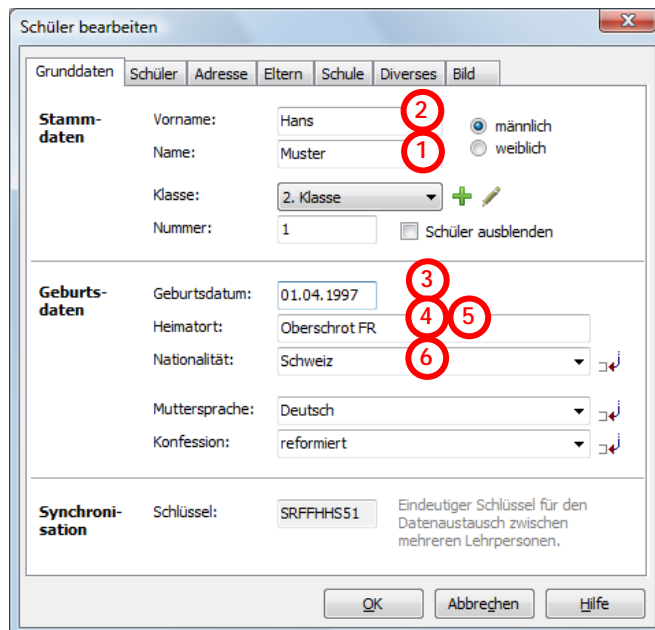 Schüler bearbeiten
Grunddaten Schüler Adresse Eltern Schule Diverses Bild
Stamm- Vorname: Hans 2 männlich
daten Name: Muster 1 weiblich
Klasse: 2. Klasse
Nummer: 1 Schüler ausblenden
Geburts- Geburtsdatum: 01.04.1997 3
daten Heimatort: Oberschrot FR 4 5
Nationalität: Schweiz 6
Muttersprache: Deutsch
Konfession: reformiert
Synchroni- Schlüssel: SRFFHHS51 Eindeutiger Schlüssel für den
sation Datenaustausch zwischen
mehreren Lehrpersonen.
OK Abbrechen Hilfe